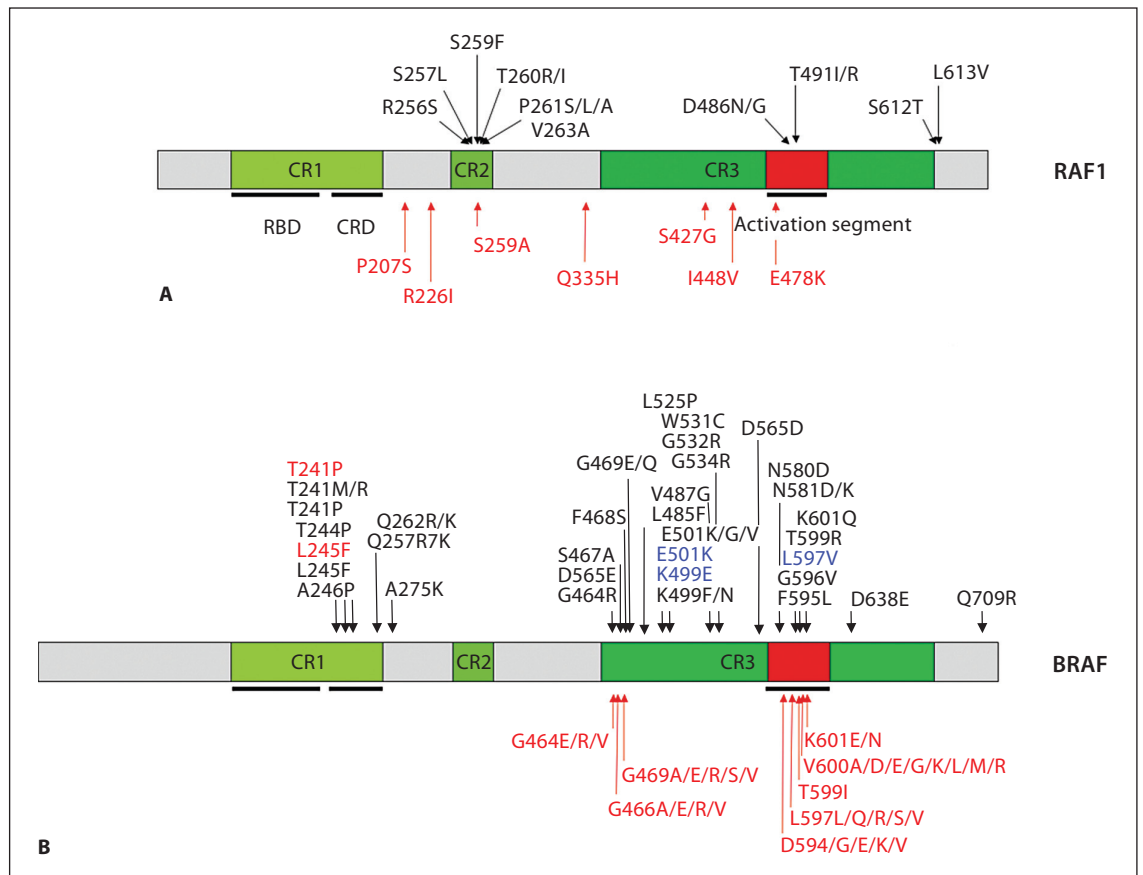 S259F
S257L
T260R/I
T491I/R
L613V
R256S
P261S/L/A
D486N/G
S612T
V263A
CR1
CR2
CR3
RAF1
RBD
CRD
Activation segment
S259A
S427G
P207S
Q335H
I448V
E478K
R226I
A
L525P
W531C
D565D
G532R
G469E/Q
G534R
T241P
N580D
T241M/R
V487G
N581D/K
T241P
Q262R/K
F468S
L485F
K601Q
T244P
Q257R7K
E501K/G/V
T599R
L245F
S467A
E501K
L597V
L245F
D565E
K499E
G596V
A246P
A275K
G464R
K499F/N
F595L
D638E
Q709R
CR1
CR2
CR3
BRAF
G464E/R/V
K601E/N
V600A/D/E/G/K/L/M/R
G469A/E/R/S/V
T599I
G466A/E/R/V
L597L/Q/R/S/V
D594/G/E/K/V
B